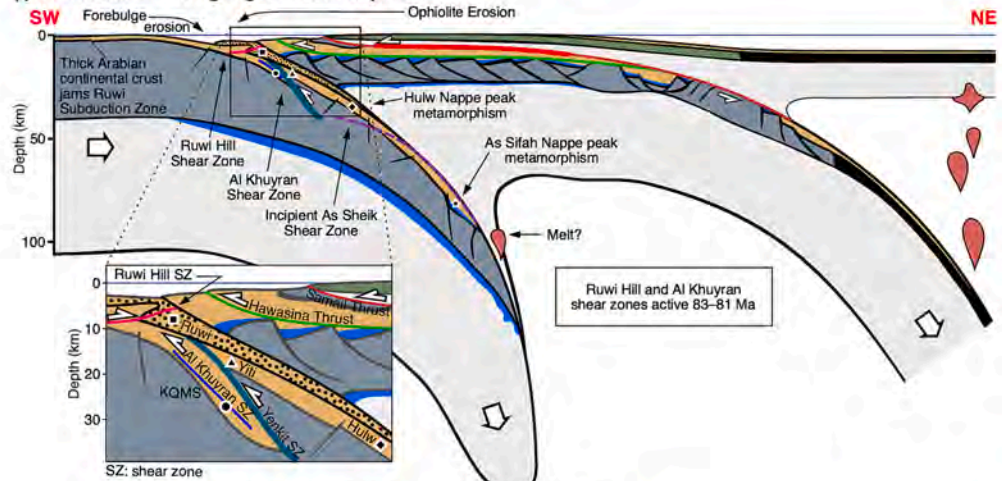 SW
Forebulge
erosion
Ophiolite Erosion
NE
0
50
100
Depth (km)
Thick Arabian
continental crust
jams Ruwi
Subduction Zone
Ruwi Hill
Shear Zone
Al Khuyran
Shear Zone
Incipient As Sheik
Shear Zone
Hulw Nappe peak
metamorphism
As Sifah Nappe peak
metamorphism
Melt?
Ruwi Hill and Al Khuyran
shear zones active 83–81 Ma
Ruwi Hill SZ
0
10
20
30
Depth (km)
Samail Thrust
Hawasina Thrust
Ruwi
Yiti
Al Khuyran SZ
KQMS
Yenkit SZ
Hulw
SZ: shear zone